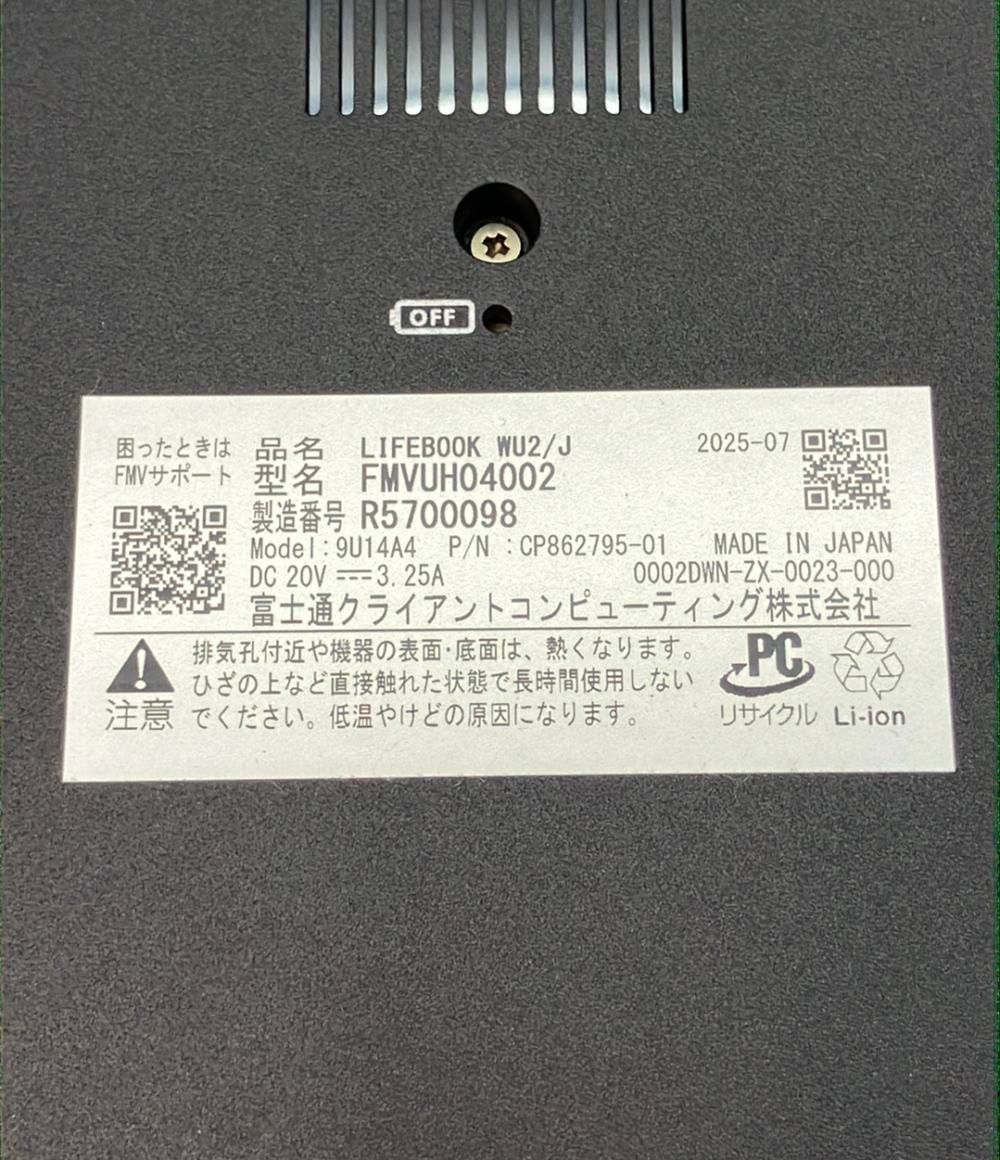 OFF
困ったときは
FMVサポート
品名 LIFEBOOK WU2/J
2025-07
型名 FMVUH04002
製造番号 R5700098
Model:9U14A4 P/N :CP862795-01 MADE IN JAPAN
DC 20V ⎓ 3.25A 0002DWN-ZX-0023-000
富士通クライアントコンピューティング株式会社
排気孔付近や機器の表面·底面は、熱くなります。
ひざの上など直接触れた状態で長時間使用しない
でください。低温やけどの原因になります。
注意
PC
リサイクル Li-ion